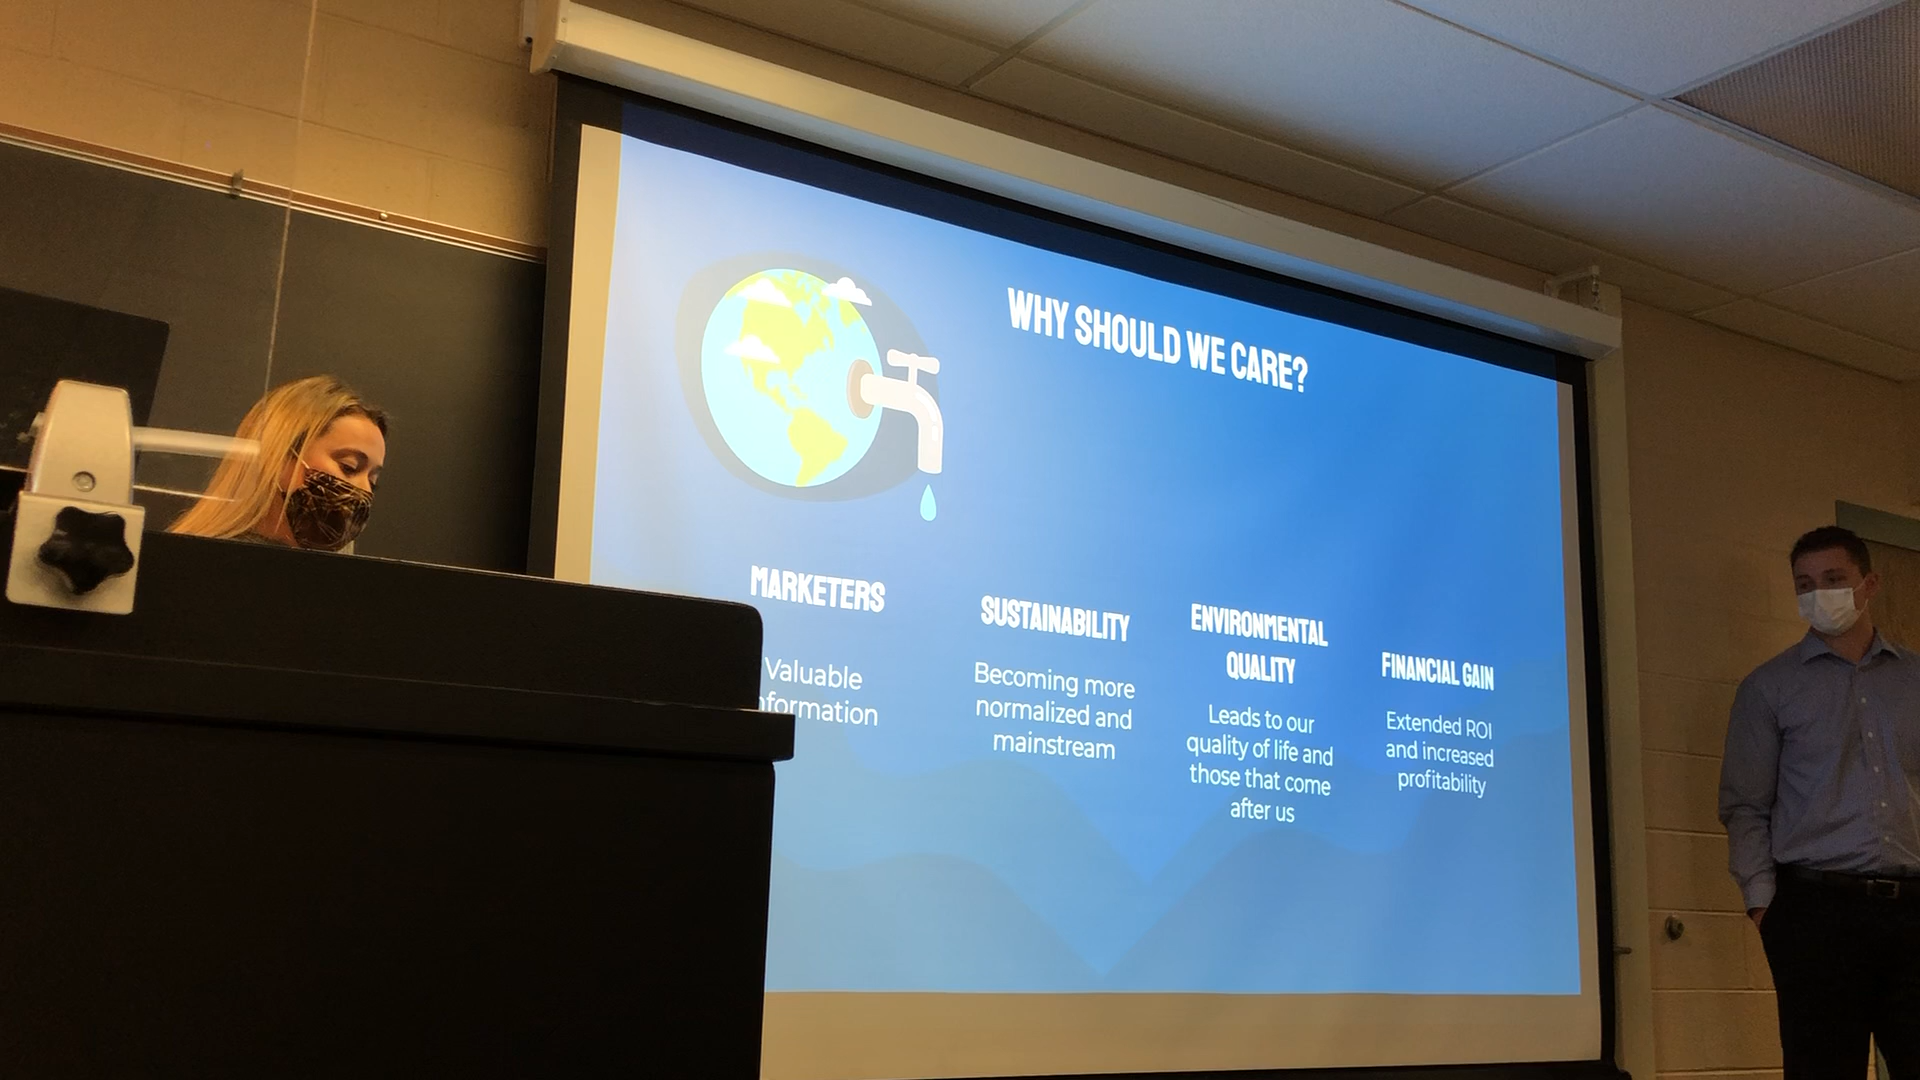 WHY SHOULD WE CARE?
MARKETERS
Valuable
nformation
SUSTAINABILITY
Becoming more
normalized and
mainstream
ENVIRONMENTAL
QUALITY
Leads to our
quality of life and
those that come
after us
FINANCIAL GAIN
Extended ROI
and increased
profitability